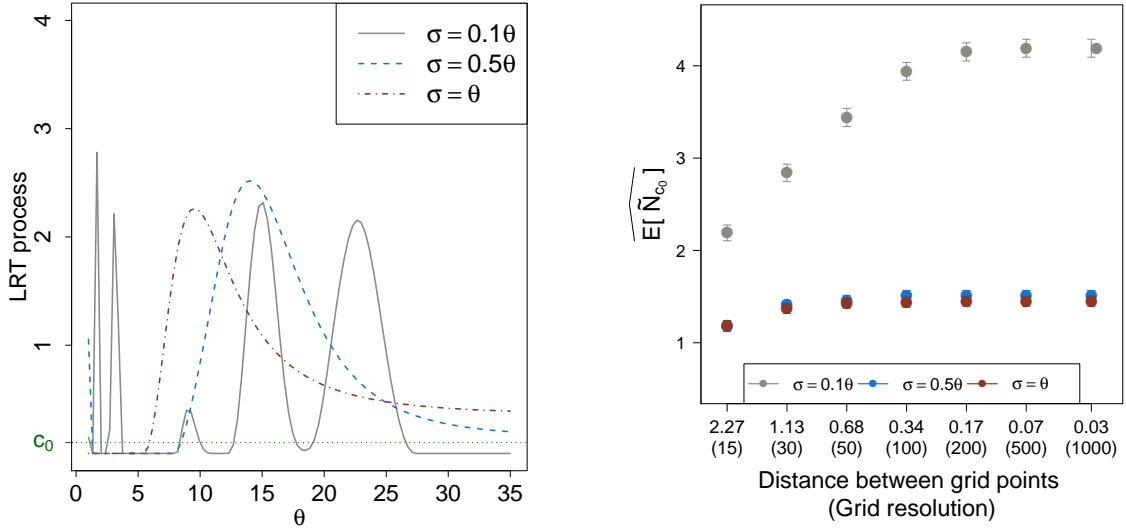 LRT process
4
3
2
1
c₀
0 5 10 15 20 25 30 35
θ
σ = 0.1θ
σ = 0.5θ
σ = θ
E[ Ñc₀ ]
4
3
2
1
σ = 0.1θ σ = 0.5θ σ = θ
2.27 1.13 0.68 0.34 0.17 0.07 0.03
(15) (30) (50) (100) (200) (500) (1000)
Distance between grid points
(Grid resolution)